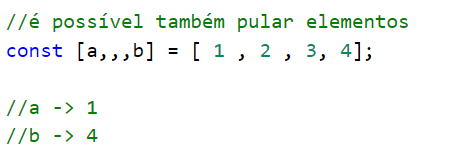 //é possível também pular elementos
const [a,,,b] = [ 1 , 2 , 3, 4];
//a -> 1
//b -> 4